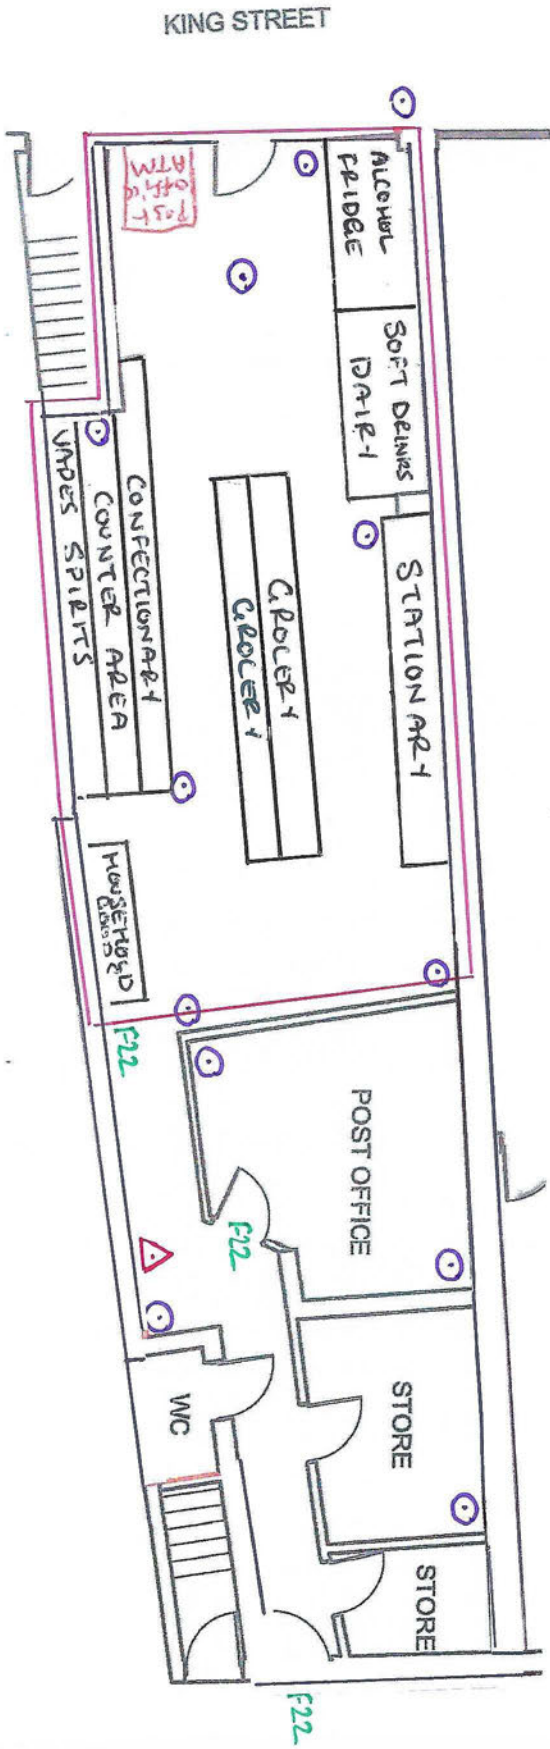 KING STREET
Post
office
ATM
ALCOHOL
FRIDGE
SOFT DRINKS
DAIRY
STATIONARY
GROCERY
GROCERY
CONFECTIONARY
COUNTER AREA
VAPES SPIRITS
HOUSEHOLD
GOODS
F22
POST OFFICE
F22
WC
STORE
STORE
F22